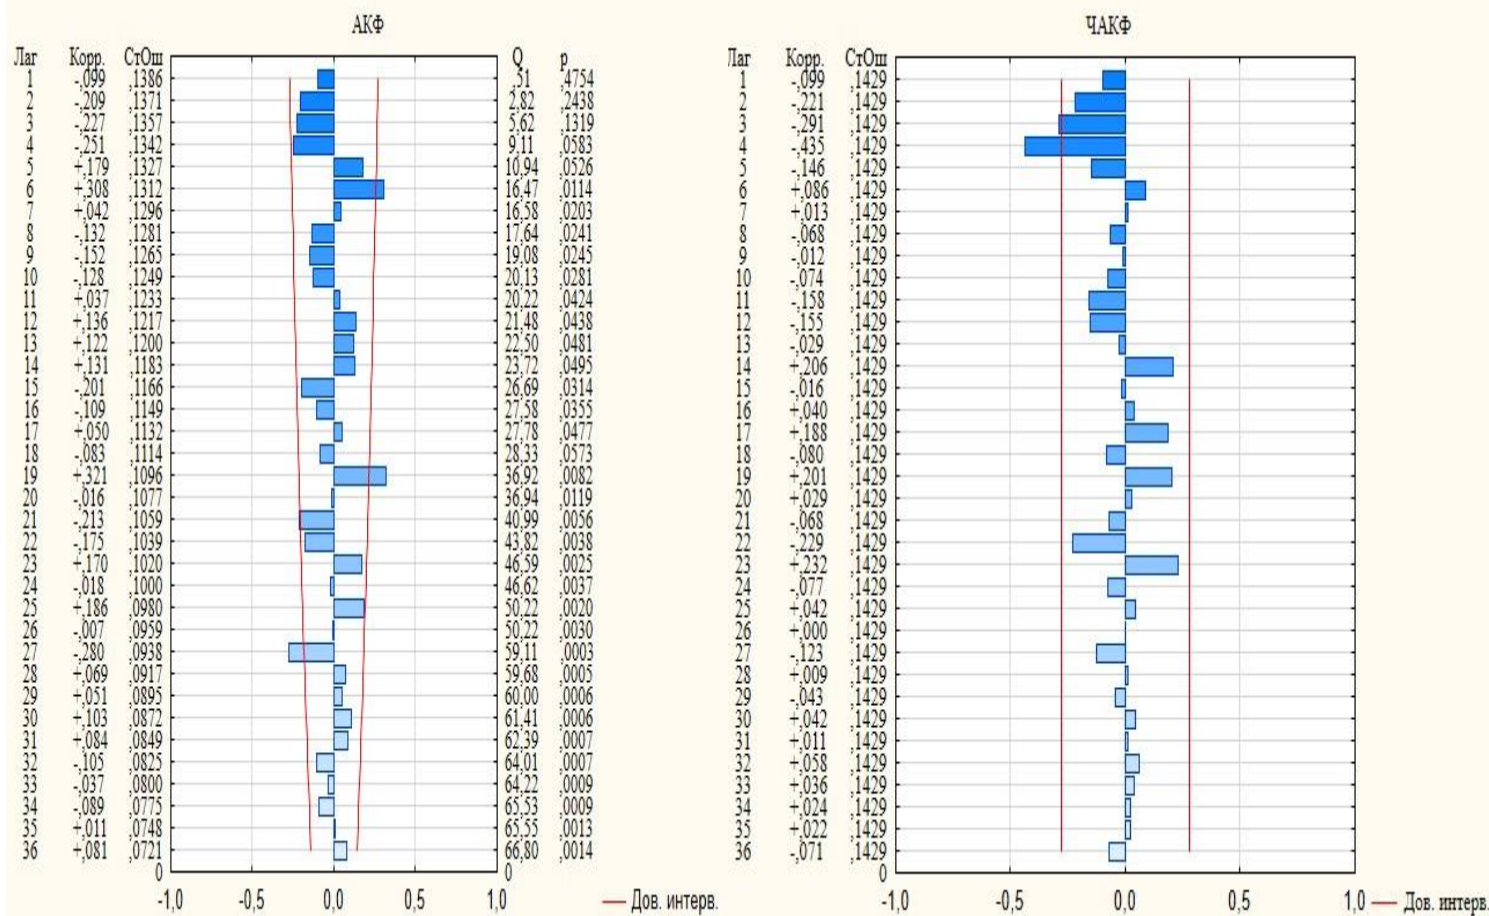 АКФ
Лаг Корр. СтОш Q p
1 -,099 ,1386 ,51 ,4754
2 -,209 ,1371 2,82 ,2438
3 -,227 ,1357 5,62 ,1319
4 -,251 ,1342 9,11 ,0583
5 +,179 ,1327 10,94 ,0526
6 +,308 ,1312 16,47 ,0114
7 +,042 ,1296 16,58 ,0203
8 -,132 ,1281 17,64 ,0241
9 -,152 ,1265 19,08 ,0245
10 -,128 ,1249 20,13 ,0281
11 +,037 ,1233 20,22 ,0424
12 +,136 ,1217 21,48 ,0438
13 +,122 ,1200 22,50 ,0481
14 +,131 ,1183 23,72 ,0495
15 -,201 ,1166 26,69 ,0314
16 -,109 ,1149 27,58 ,0355
17 +,050 ,1132 27,78 ,0477
18 -,083 ,1114 28,33 ,0573
19 +,321 ,1096 36,92 ,0082
20 -,016 ,1077 36,94 ,0119
21 -,213 ,1059 40,99 ,0056
22 -,175 ,1039 43,82 ,0038
23 +,170 ,1020 46,59 ,0025
24 -,018 ,1000 46,62 ,0037
25 +,186 ,0980 50,22 ,0020
26 -,007 ,0959 50,22 ,0030
27 -,280 ,0938 59,11 ,0003
28 +,069 ,0917 59,68 ,0005
29 +,051 ,0895 60,00 ,0006
30 +,103 ,0872 61,41 ,0006
31 +,084 ,0849 62,39 ,0007
32 -,105 ,0825 64,01 ,0007
33 -,037 ,0800 64,22 ,0009
34 -,089 ,0775 65,53 ,0009
35 +,011 ,0748 65,55 ,0013
36 +,081 ,0721 66,80 ,0014
0 0
-1,0 -0,5 0,0 0,5 1,0
Дов. интерв.
ЧАКФ
Лаг Корр. СтОш
1 -,099 ,1429
2 -,221 ,1429
3 -,291 ,1429
4 -,435 ,1429
5 -,146 ,1429
6 +,086 ,1429
7 +,013 ,1429
8 -,068 ,1429
9 -,012 ,1429
10 -,074 ,1429
11 -,158 ,1429
12 -,155 ,1429
13 -,029 ,1429
14 +,206 ,1429
15 -,016 ,1429
16 +,040 ,1429
17 +,188 ,1429
18 -,080 ,1429
19 +,201 ,1429
20 +,029 ,1429
21 -,068 ,1429
22 -,229 ,1429
23 +,232 ,1429
24 -,077 ,1429
25 +,042 ,1429
26 +,000 ,1429
27 -,123 ,1429
28 +,009 ,1429
29 -,043 ,1429
30 +,042 ,1429
31 +,011 ,1429
32 +,058 ,1429
33 +,036 ,1429
34 +,024 ,1429
35 +,022 ,1429
36 -,071 ,1429
0
-1,0 -0,5 0,0 0,5 1,0
Дов. интерв.